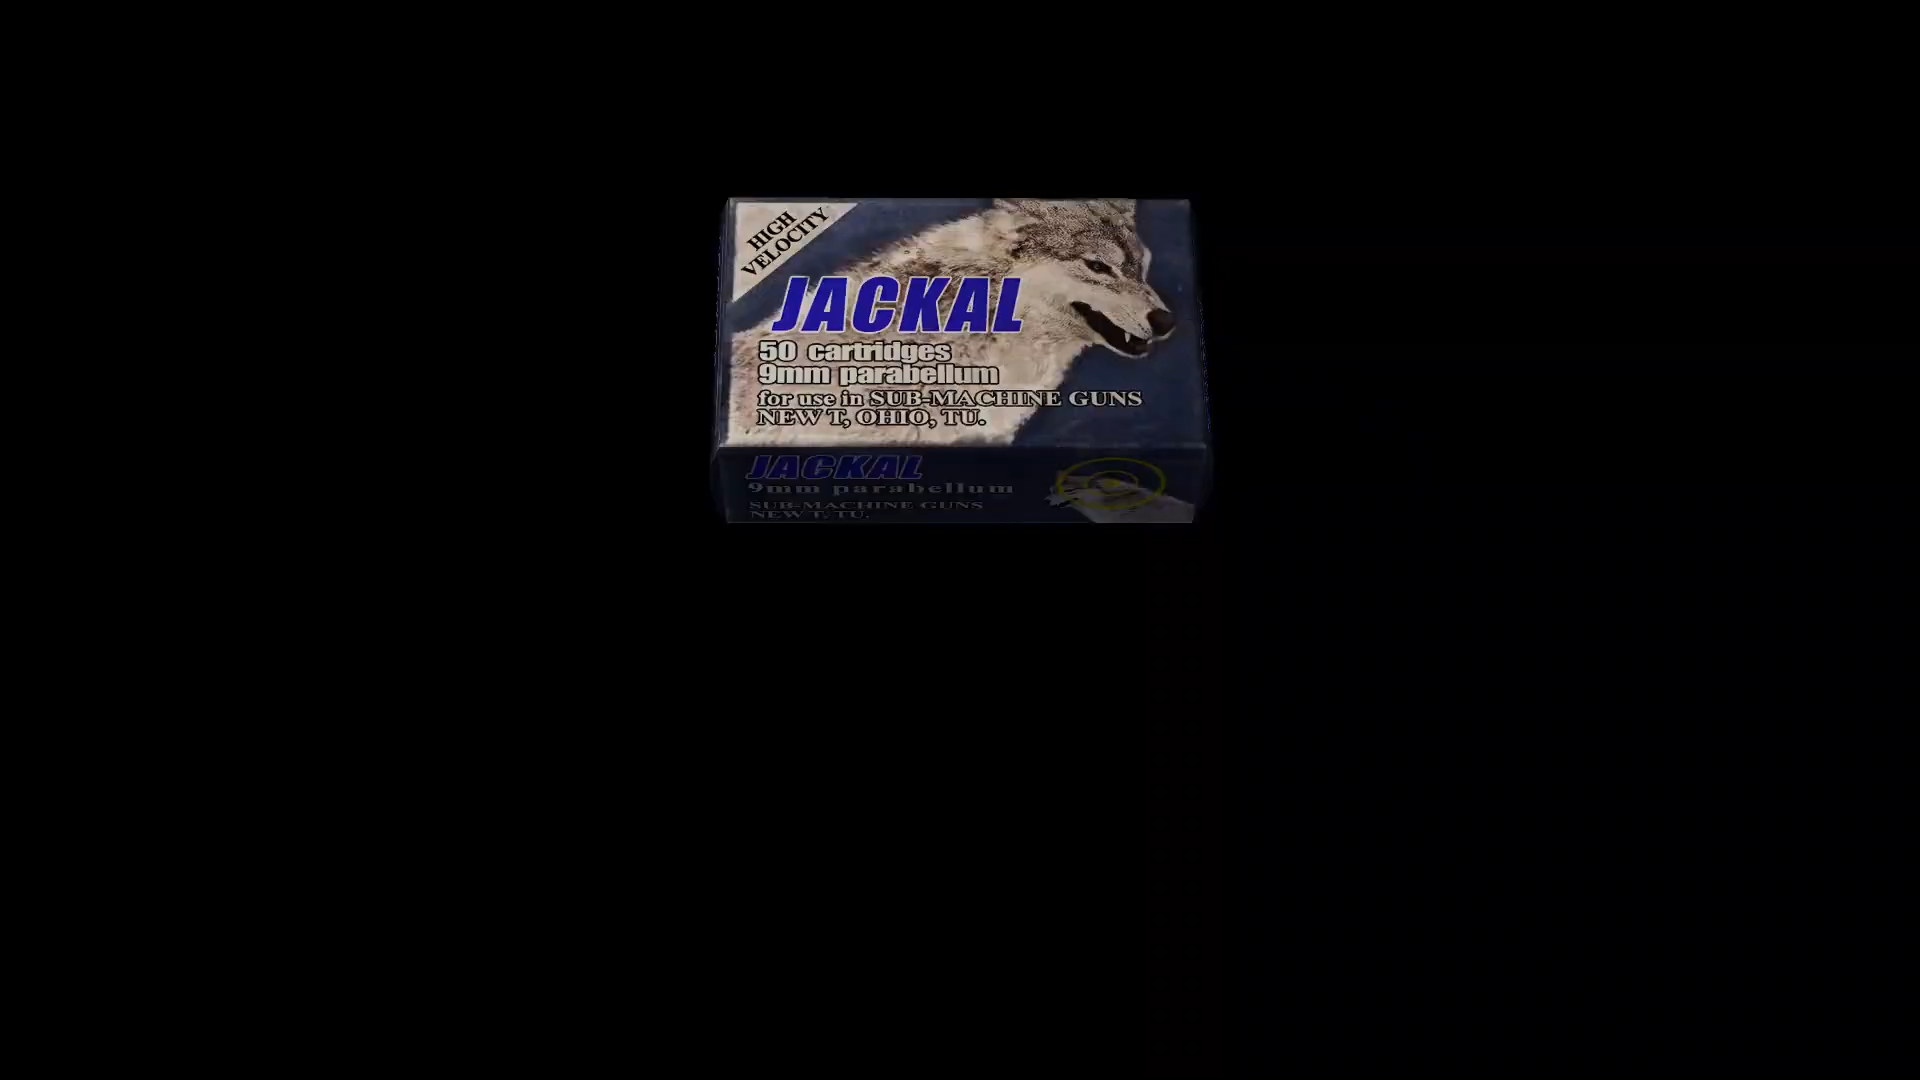 HIGH
VELOCITY
JACKAL
50 cartridges
9mm parabellum
for use in SUB-MACHINE GUNS
NEW T, OHIO, TU.
JACKAL
9mm parabellum
SUB-MACHINE GUNS
NEW T, TU.